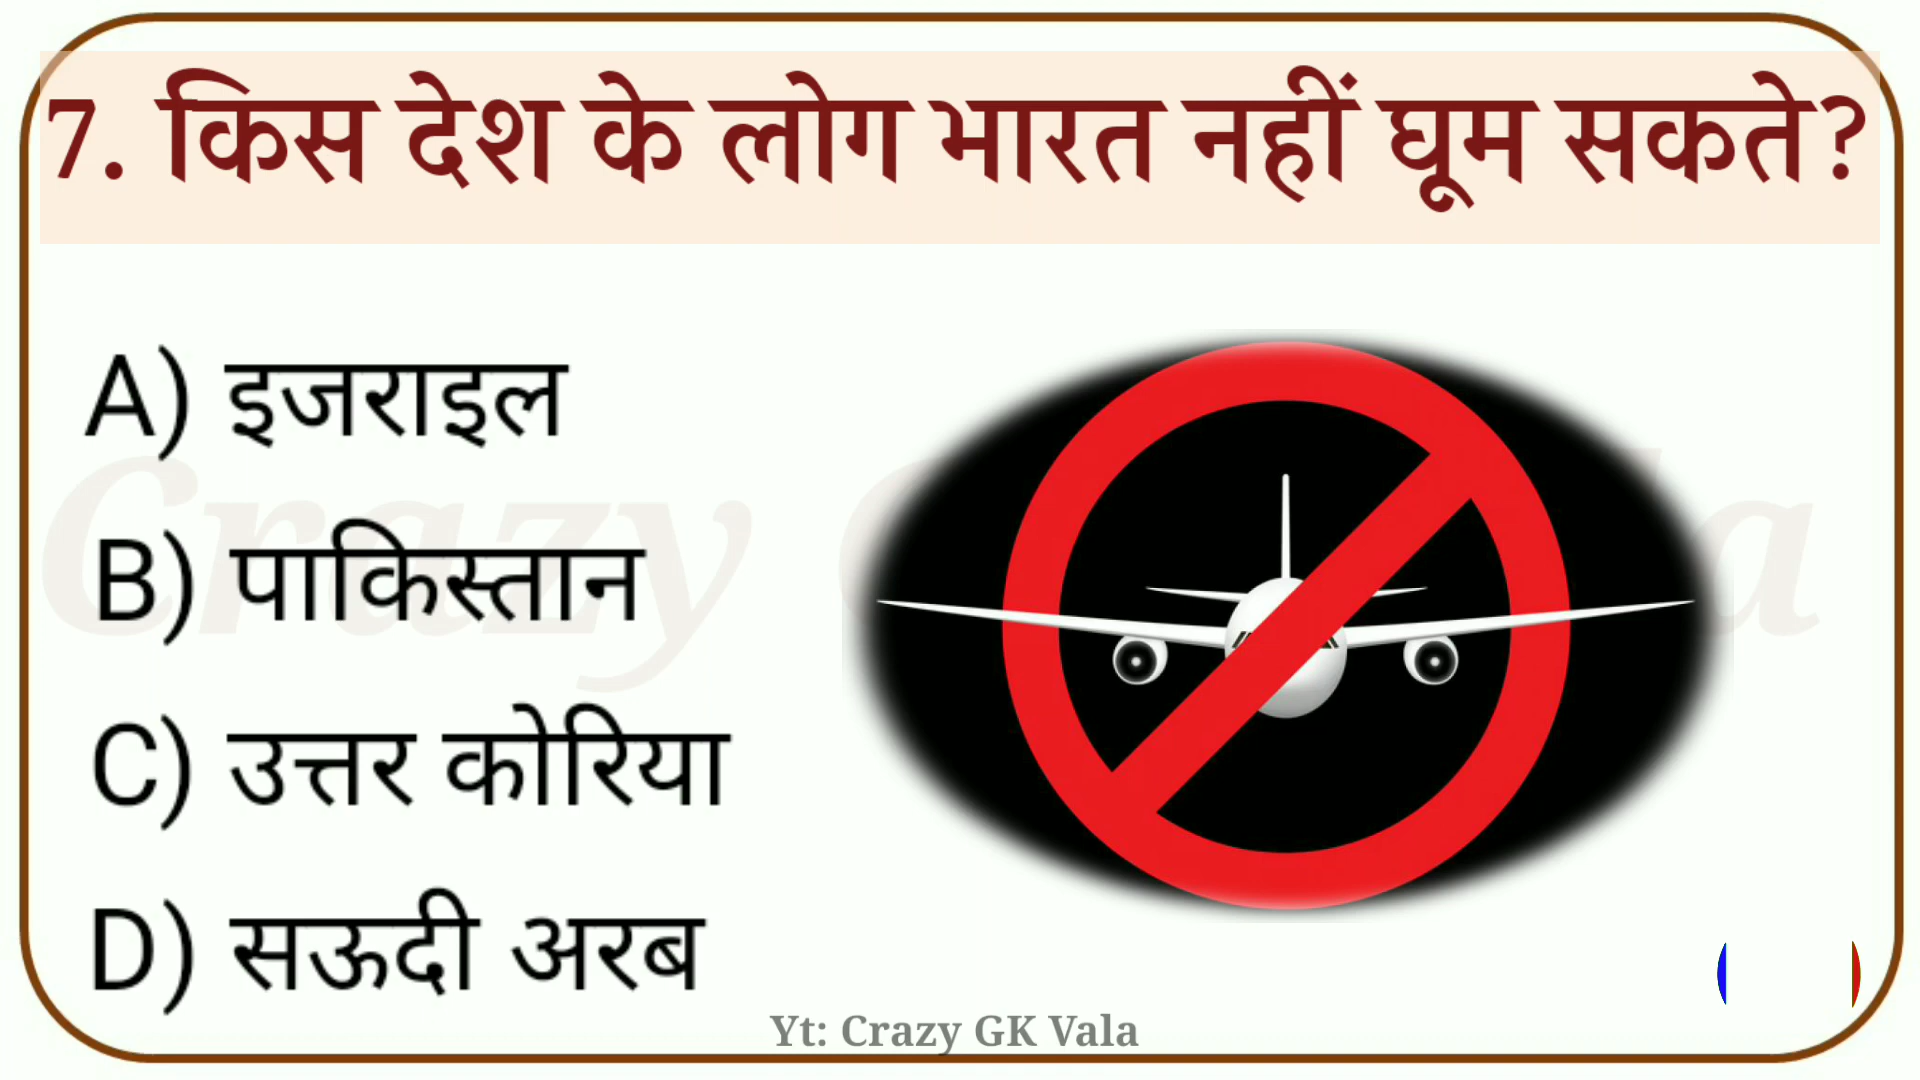 7. किस देश के लोग भारत नहीं घूम सकते?
A) इजराइल
B) पाकिस्तान
C) उत्तर कोरिया
D) सऊदी अरब
Yt: Crazy GK Vala